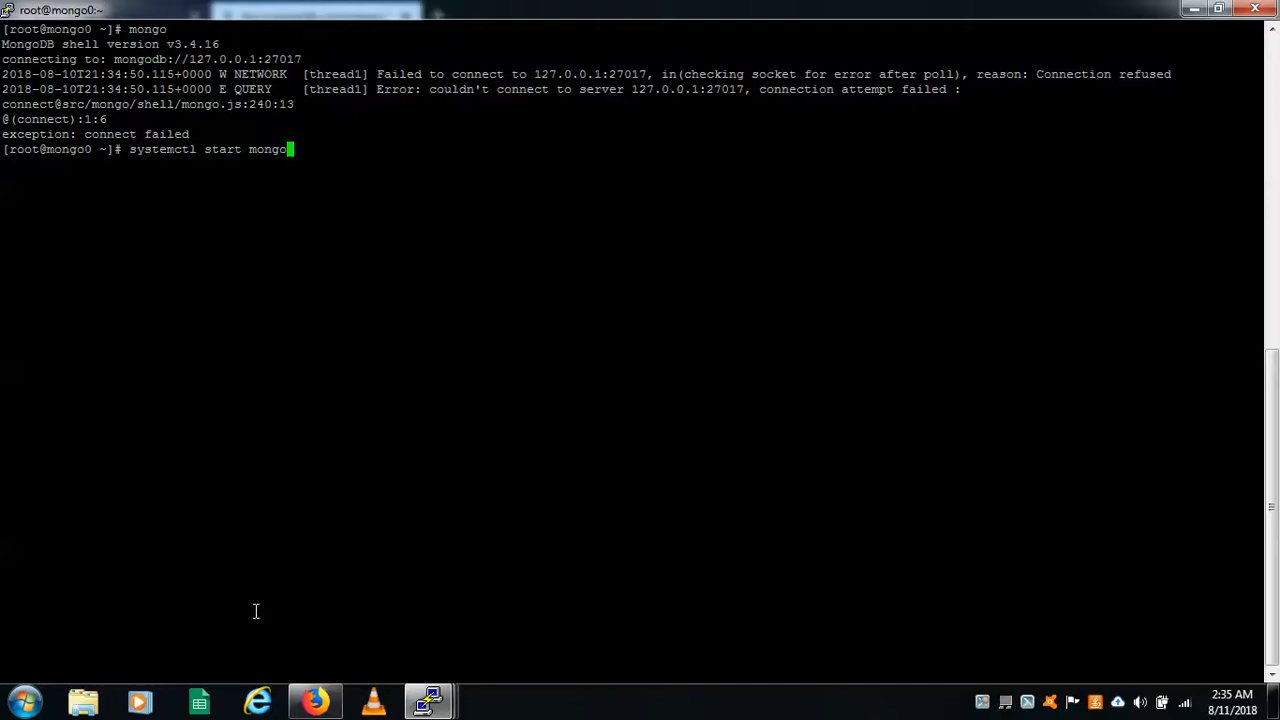 root@mongo0:~
[root@mongo0 ~]# mongo
MongoDB shell version v3.4.16
connecting to: mongodb://127.0.0.1:27017
2018-08-10T21:34:50.115+0000 W NETWORK  [thread1] Failed to connect to 127.0.0.1:27017, in(checking socket for error after poll), reason: Connection refused
2018-08-10T21:34:50.115+0000 E QUERY    [thread1] Error: couldn't connect to server 127.0.0.1:27017, connection attempt failed :
connect@src/mongo/shell/mongo.js:240:13
@(connect):1:6
exception: connect failed
[root@mongo0 ~]# systemctl start mongo
2:35 AM
8/11/2018